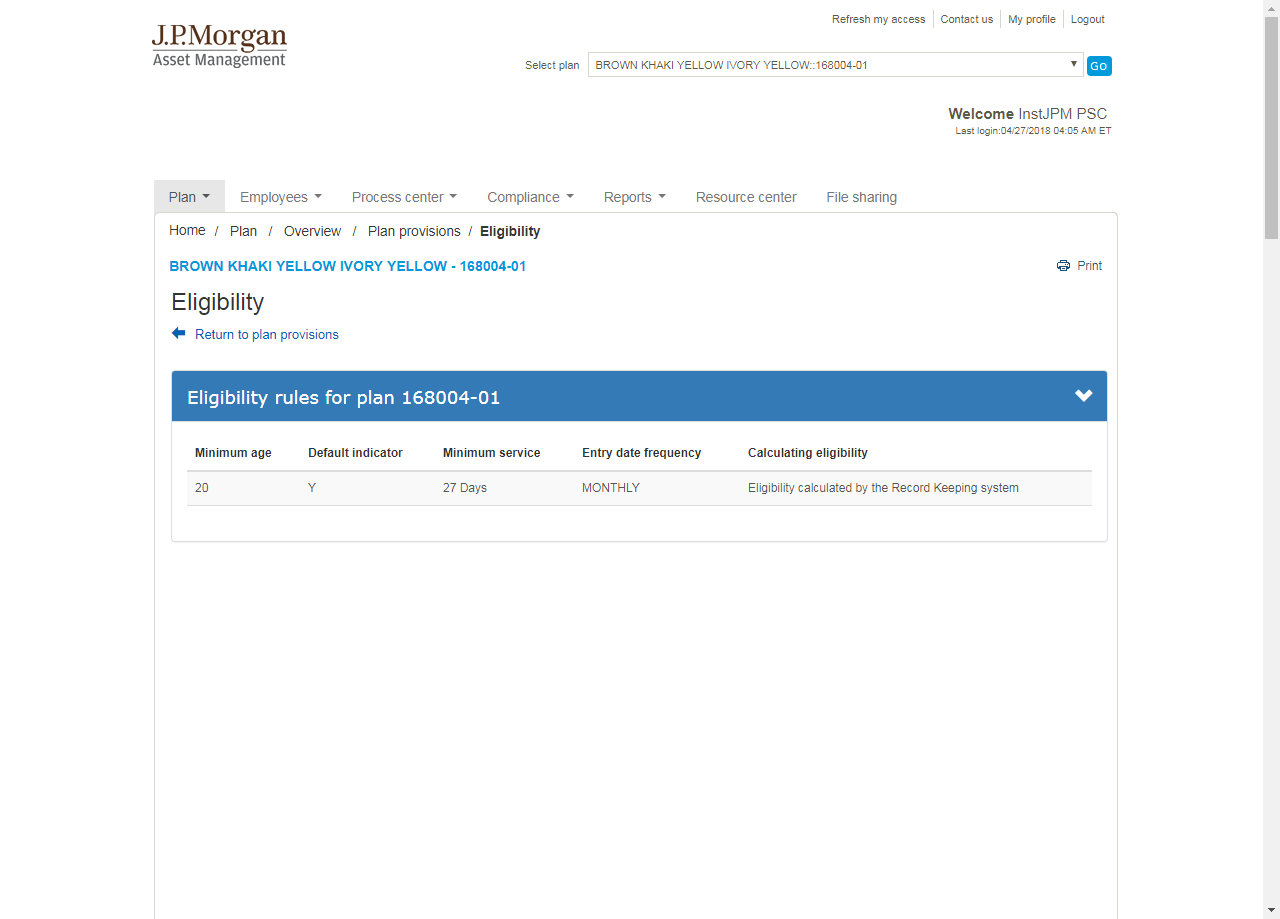 Refresh my access Contact us My profile Logout
J.P.Morgan
Asset Management
Select plan BROWN KHAKI YELLOW IVORY YELLOW::168004-01 Go
Welcome InstJPM PSC
Last login:04/27/2018 04:05 AM ET
Plan Employees Process center Compliance Reports Resource center File sharing
Home / Plan / Overview / Plan provisions / Eligibility
BROWN KHAKI YELLOW IVORY YELLOW - 168004-01 Print
Eligibility
Return to plan provisions
Eligibility rules for plan 168004-01
Minimum age Default indicator Minimum service Entry date frequency Calculating eligibility
20 Y 27 Days MONTHLY Eligibility calculated by the Record Keeping system